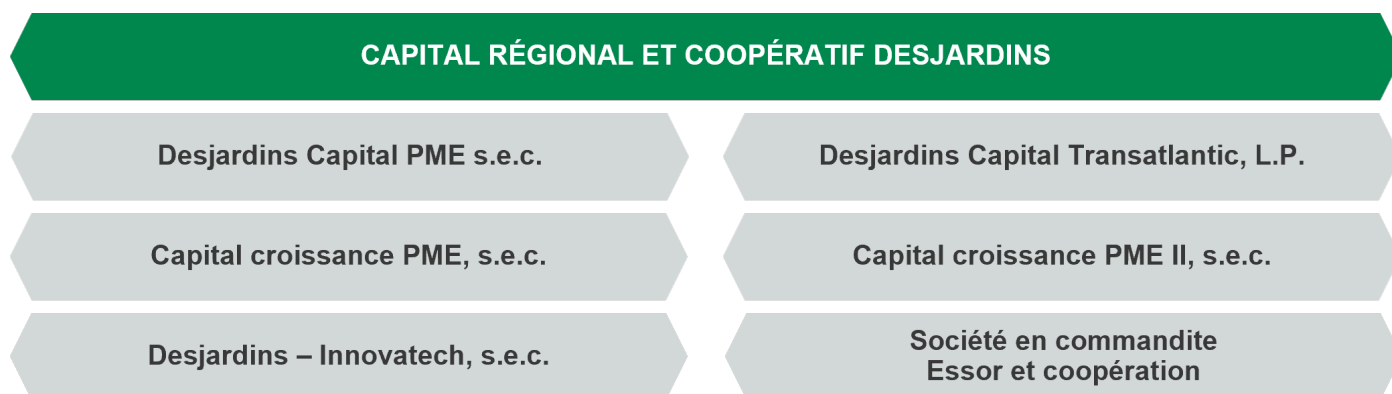 CAPITAL RÉGIONAL ET COOPÉRATIF DESJARDINS
Desjardins Capital PME s.e.c.
Desjardins Capital Transatlantic, L.P.
Capital croissance PME, s.e.c.
Capital croissance PME II, s.e.c.
Desjardins – Innovatech, s.e.c.
Société en commandite
Essor et coopération